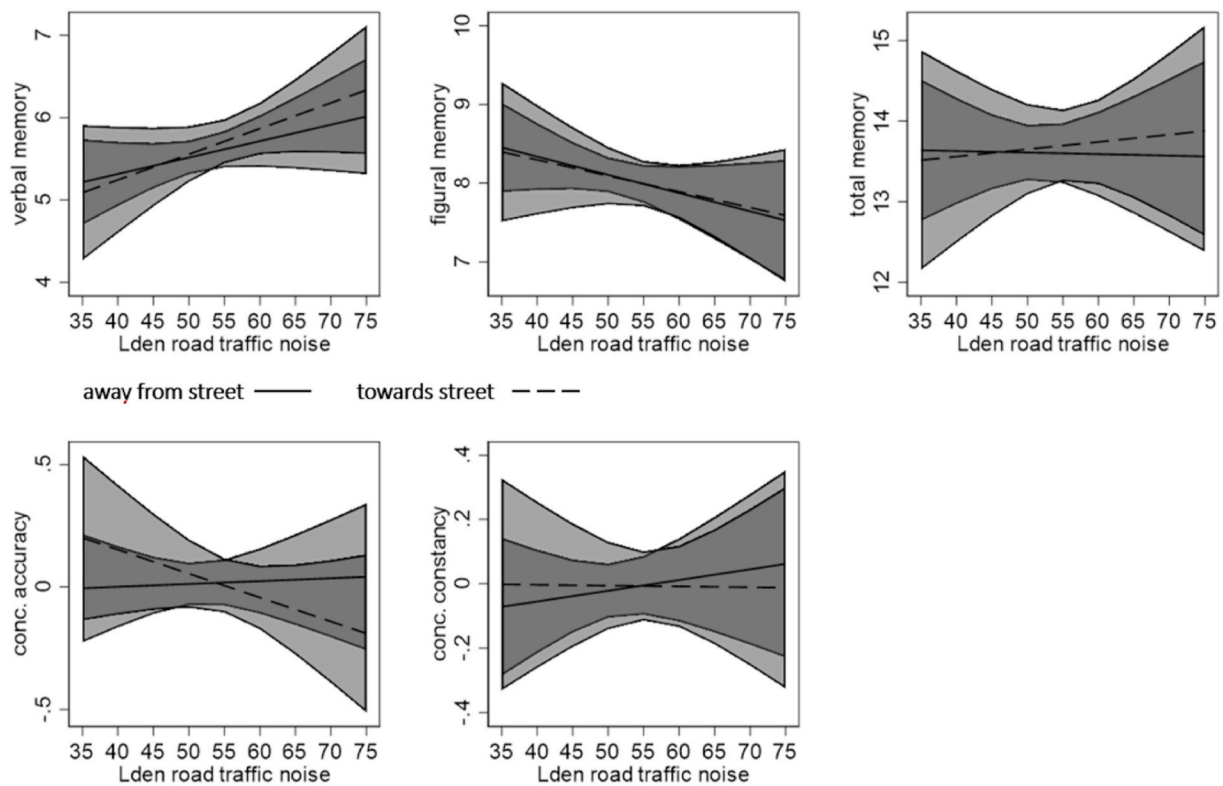 verbal memory
7
6
5
4
35 40 45 50 55 60 65 70 75
Lden road traffic noise
figural memory
10
9
8
7
35 40 45 50 55 60 65 70 75
Lden road traffic noise
total memory
15
14
13
12
35 40 45 50 55 60 65 70 75
Lden road traffic noise
away from street
towards street
conc. accuracy
.5
0
-.5
35 40 45 50 55 60 65 70 75
Lden road traffic noise
conc. constancy
.4
.2
0
-.2
-.4
35 40 45 50 55 60 65 70 75
Lden road traffic noise